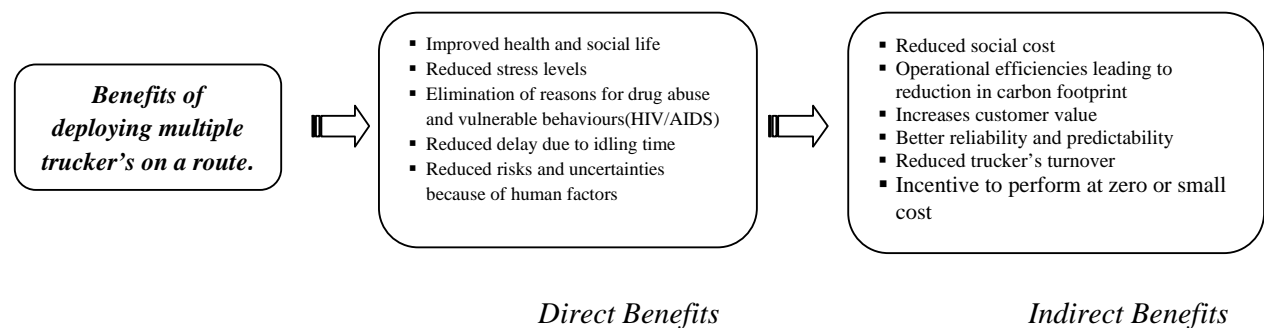 Benefits of
deploying multiple
trucker's on a route.
▪ Improved health and social life
▪ Reduced stress levels
▪ Elimination of reasons for drug abuse
and vulnerable behaviours(HIV/AIDS)
▪ Reduced delay due to idling time
▪ Reduced risks and uncertainties
because of human factors
▪ Reduced social cost
▪ Operational efficiencies leading to
reduction in carbon footprint
▪ Increases customer value
▪ Better reliability and predictability
▪ Reduced trucker's turnover
▪ Incentive to perform at zero or small
cost
Direct Benefits
Indirect Benefits